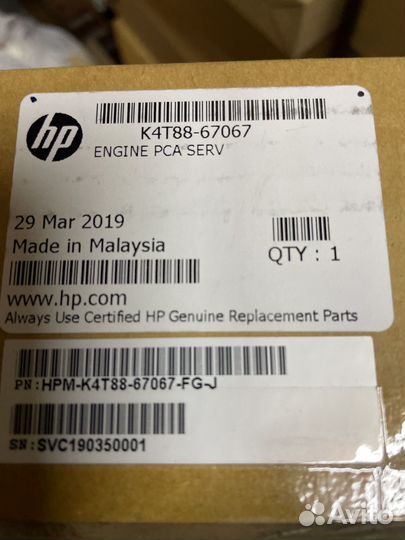 hp
K4T88-67067
ENGINE PCA SERV
29 Mar 2019
Made in Malaysia
QTY : 1
www.hp.com
Always Use Certified HP Genuine Replacement Parts
PN:HPM-K4T88-67067-FG-J
SN:SVC190350001
Avito